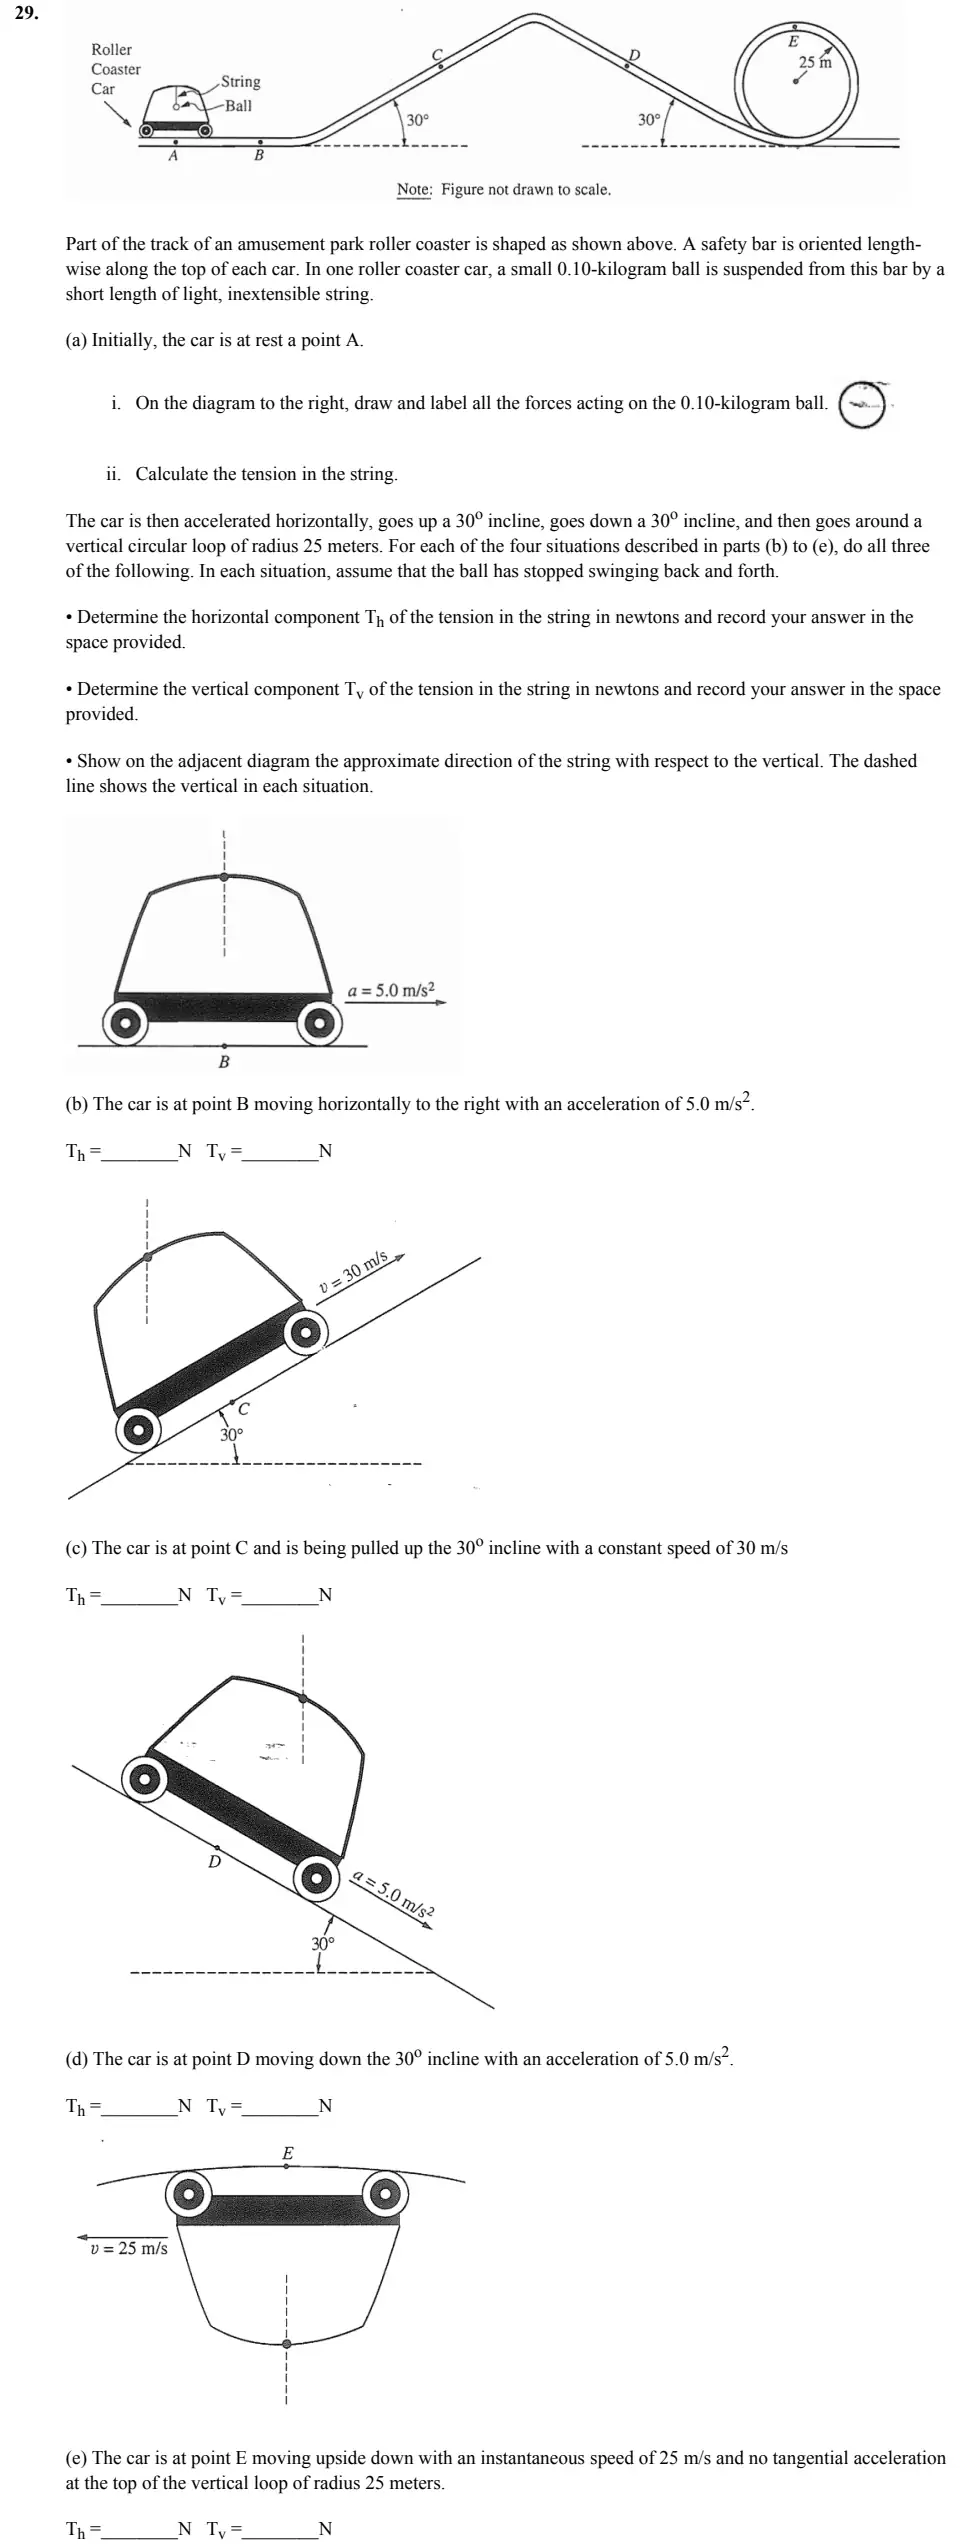 29.
Roller
Coaster
Car
String
Ball
A
B
C
30°
D
30°
E
25 m
Note: Figure not drawn to scale.
Part of the track of an amusement park roller coaster is shaped as shown above. A safety bar is oriented length-
wise along the top of each car. In one roller coaster car, a small 0.10-kilogram ball is suspended from this bar by a
short length of light, inextensible string.
(a) Initially, the car is at rest a point A.
i. On the diagram to the right, draw and label all the forces acting on the 0.10-kilogram ball.
ii. Calculate the tension in the string.
The car is then accelerated horizontally, goes up a 30º incline, goes down a 30º incline, and then goes around a
vertical circular loop of radius 25 meters. For each of the four situations described in parts (b) to (e), do all three
of the following. In each situation, assume that the ball has stopped swinging back and forth.
• Determine the horizontal component Th of the tension in the string in newtons and record your answer in the
space provided.
• Determine the vertical component Tv of the tension in the string in newtons and record your answer in the space
provided.
• Show on the adjacent diagram the approximate direction of the string with respect to the vertical. The dashed
line shows the vertical in each situation.
a = 5.0 m/s²
B
(b) The car is at point B moving horizontally to the right with an acceleration of 5.0 m/s².
Th =________N Tv =________N
v = 30 m/s
C
30°
(c) The car is at point C and is being pulled up the 30º incline with a constant speed of 30 m/s
Th =________N Tv =________N
D
a = 5.0 m/s²
30°
(d) The car is at point D moving down the 30º incline with an acceleration of 5.0 m/s².
Th =________N Tv =________N
E
v = 25 m/s
(e) The car is at point E moving upside down with an instantaneous speed of 25 m/s and no tangential acceleration
at the top of the vertical loop of radius 25 meters.
Th =________N Tv =________N